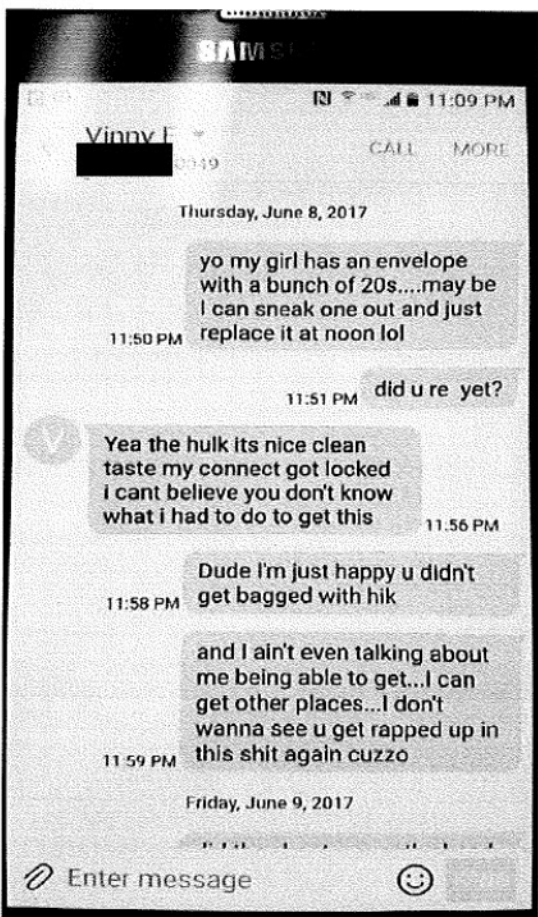 SAMS
11:09 PM
Vinny F
0049
CALL MORE
Thursday, June 8, 2017
yo my girl has an envelope
with a bunch of 20s....may be
I can sneak one out and just
11:50 PM replace it at noon lol
11:51 PM did u re yet?
Yea the hulk its nice clean
taste my connect got locked
i cant believe you don't know
what i had to do to get this 11:56 PM
Dude I'm just happy u didn't
11:58 PM get bagged with hik
and I ain't even talking about
me being able to get...I can
get other places...I don't
wanna see u get rapped up in
11:59 PM this shit again cuzzo
Friday, June 9, 2017
Enter message